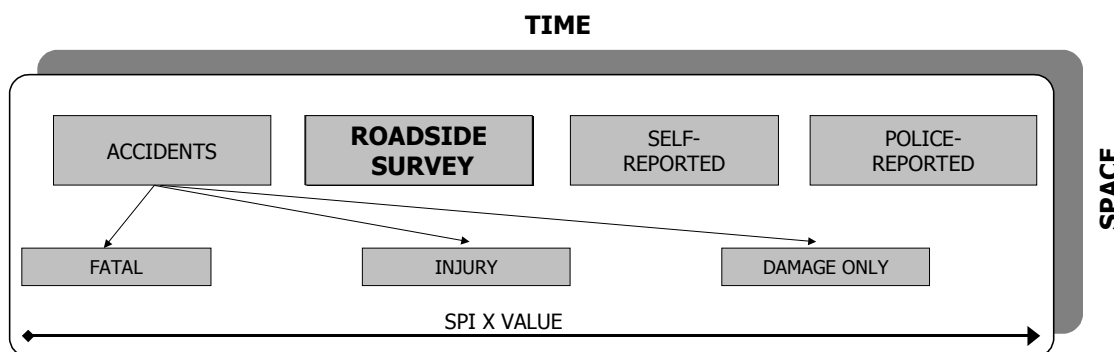 TIME
ACCIDENTS
ROADSIDE
SURVEY
SELF-
REPORTED
POLICE-
REPORTED
SPACE
FATAL
INJURY
DAMAGE ONLY
SPI X VALUE